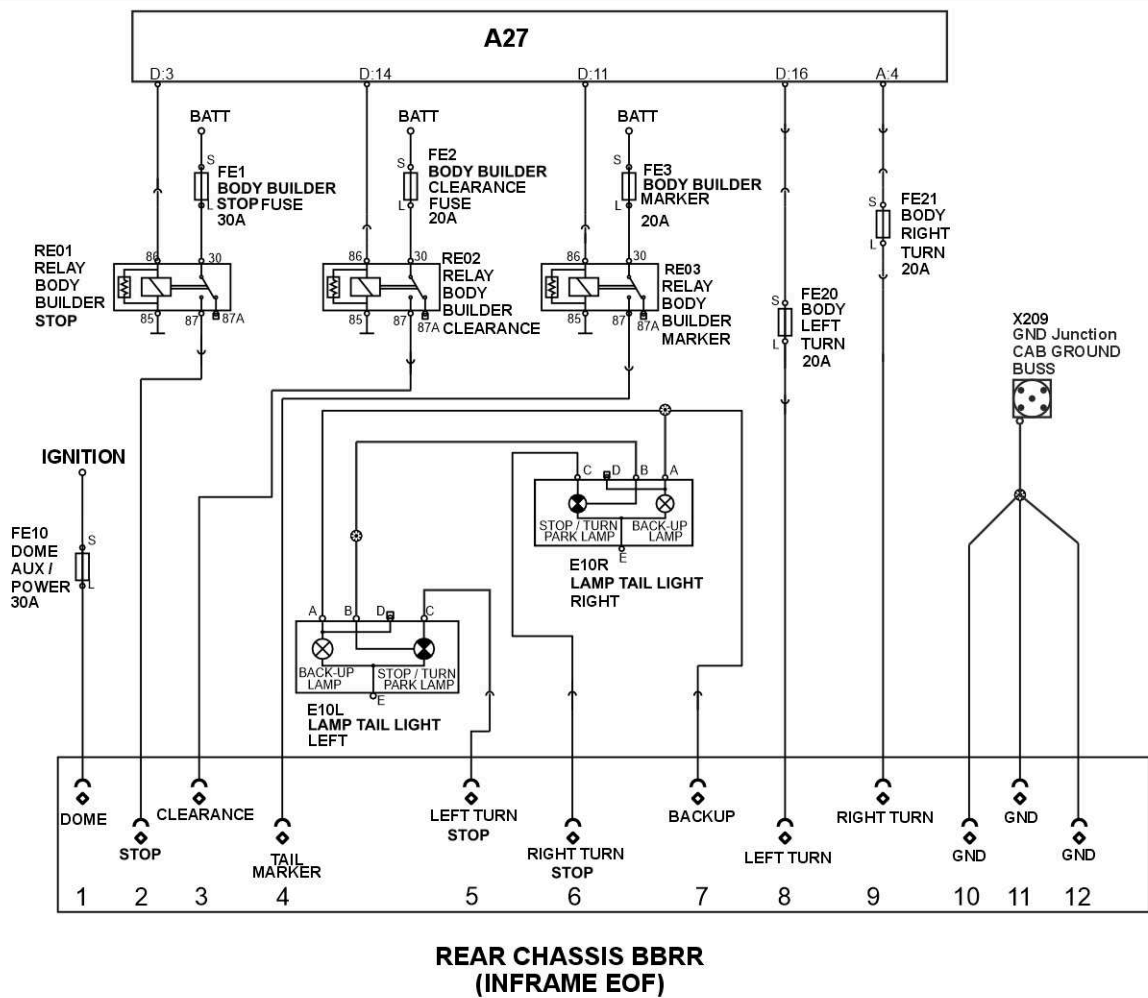 A27
D:3
D:14
D:11
D:16
A:4
BATT
BATT
BATT
S
FE1
BODY BUILDER
STOP FUSE
30A
L
S
FE2
BODY BUILDER
CLEARANCE
FUSE
20A
L
S
FE3
BODY BUILDER
MARKER
20A
L
S
FE21
BODY
RIGHT
TURN
20A
L
RE01
RELAY
BODY
BUILDER
STOP
86
30
85
87
87A
RE02
RELAY
BODY
BUILDER
CLEARANCE
86
30
85
87
87A
RE03
RELAY
BODY
BUILDER
MARKER
86
30
85
87
87A
S
FE20
BODY
LEFT
TURN
20A
L
X209
GND Junction
CAB GROUND
BUSS
IGNITION
FE10
DOME
AUX /
POWER
30A
S
L
C
D
B
A
STOP / TURN
PARK LAMP
BACK-UP
LAMP
E
E10R
LAMP TAIL LIGHT
RIGHT
A
B
D
C
BACK-UP
LAMP
STOP / TURN
PARK LAMP
E
E10L
LAMP TAIL LIGHT
LEFT
DOME
STOP
CLEARANCE
TAIL
MARKER
LEFT TURN
STOP
RIGHT TURN
STOP
BACKUP
LEFT TURN
RIGHT TURN
GND
GND
GND
1
2
3
4
5
6
7
8
9
10
11
12
REAR CHASSIS BBRR
(INFRAME EOF)